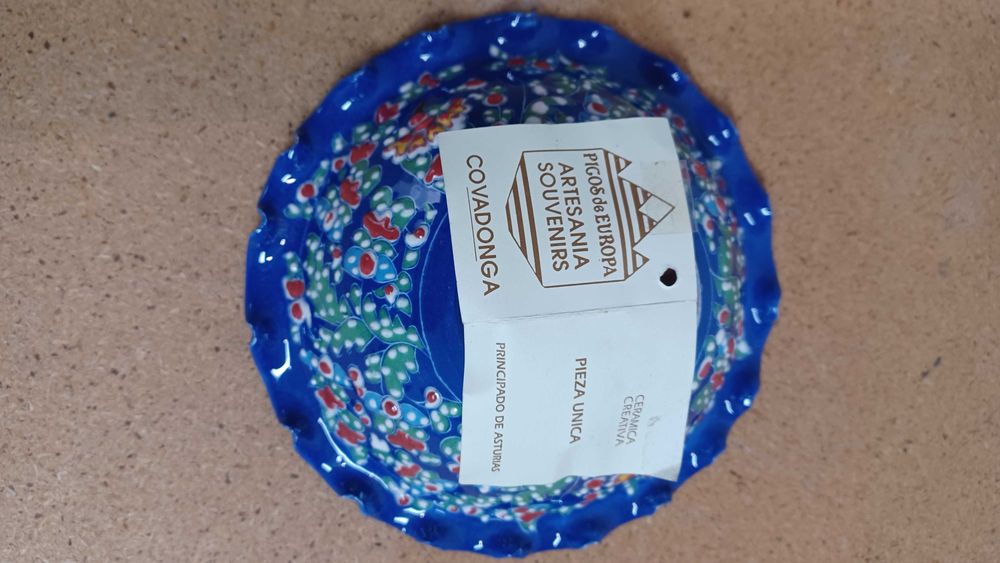 PICOS de EUROPA
ARTESANIA
SOUVENIRS
COVADONGA
CERAMICA
CREATIVA
PIEZA UNICA
PRINCIPADO DE ASTURIAS